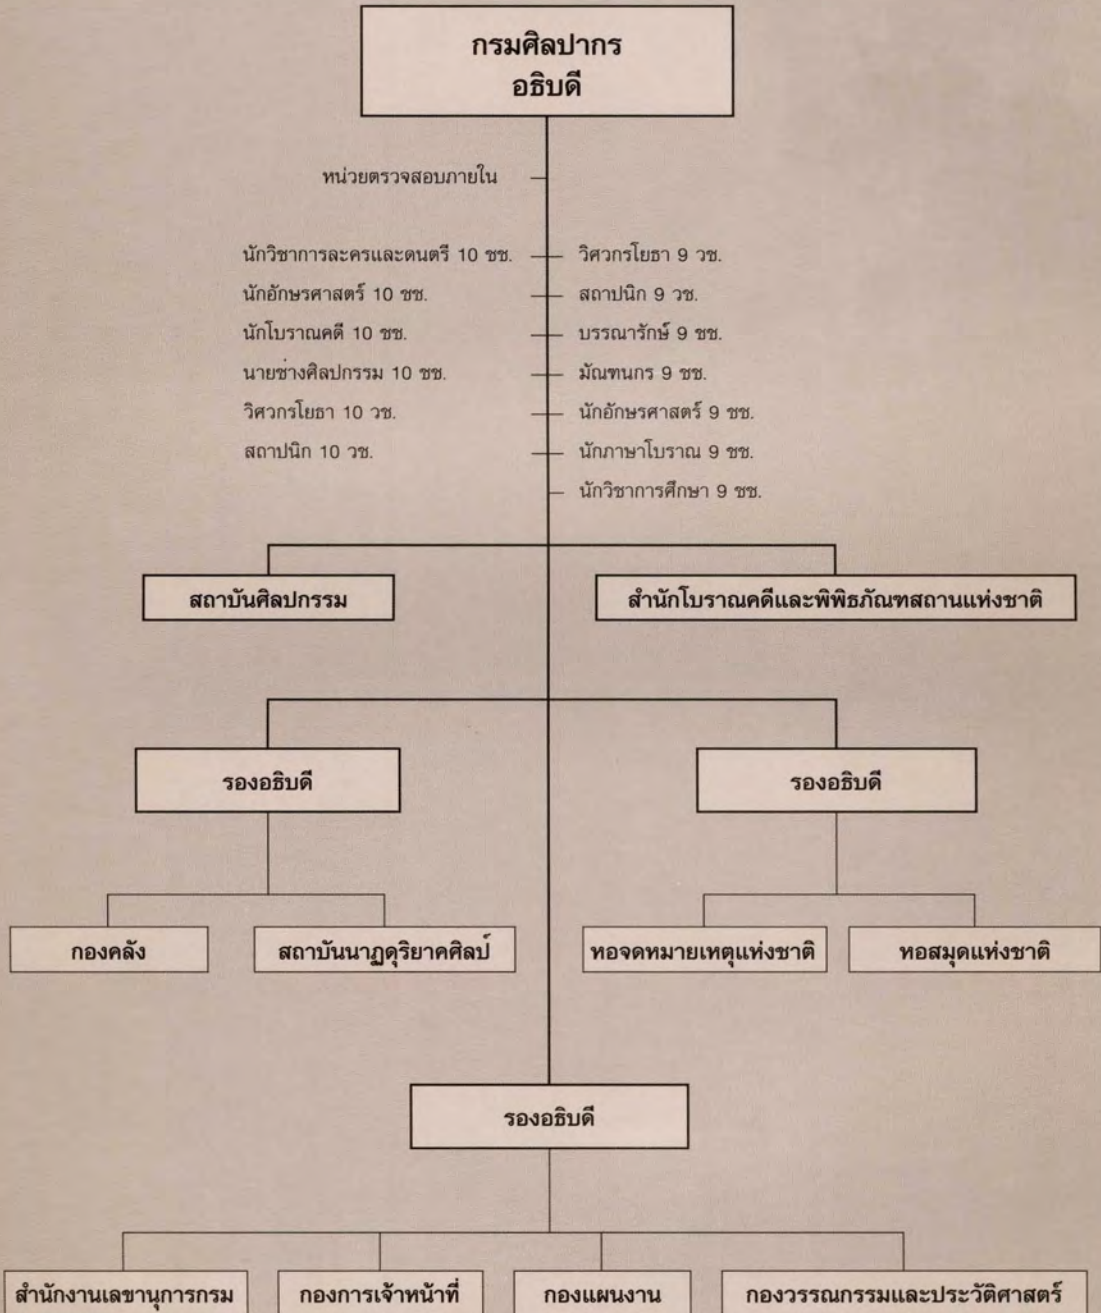 กรมศิลปากร
อธิบดี
หน่วยตรวจสอบภายใน
นักวิชาการละครและดนตรี 10 ชช.
วิศวกรโยธา 9 วช.
นักอักษรศาสตร์ 10 ชช.
สถาปนิก 9 วช.
นักโบราณคดี 10 ชช.
บรรณารักษ์ 9 ชช.
นายช่างศิลปกรรม 10 ชช.
มัณฑนกร 9 ชช.
วิศวกรโยธา 10 วช.
นักอักษรศาสตร์ 9 ชช.
สถาปนิก 10 วช.
นักภาษาโบราณ 9 ชช.
นักวิชาการศึกษา 9 ชช.
สถาบันศิลปกรรม
สำนักโบราณคดีและพิพิธภัณฑสถานแห่งชาติ
รองอธิบดี
รองอธิบดี
กองคลัง
สถาบันนาฏดุริยางคศิลป์
หอจดหมายเหตุแห่งชาติ
หอสมุดแห่งชาติ
รองอธิบดี
สำนักงานเลขานุการกรม
กองการเจ้าหน้าที่
กองแผนงาน
กองวรรณกรรมและประวัติศาสตร์